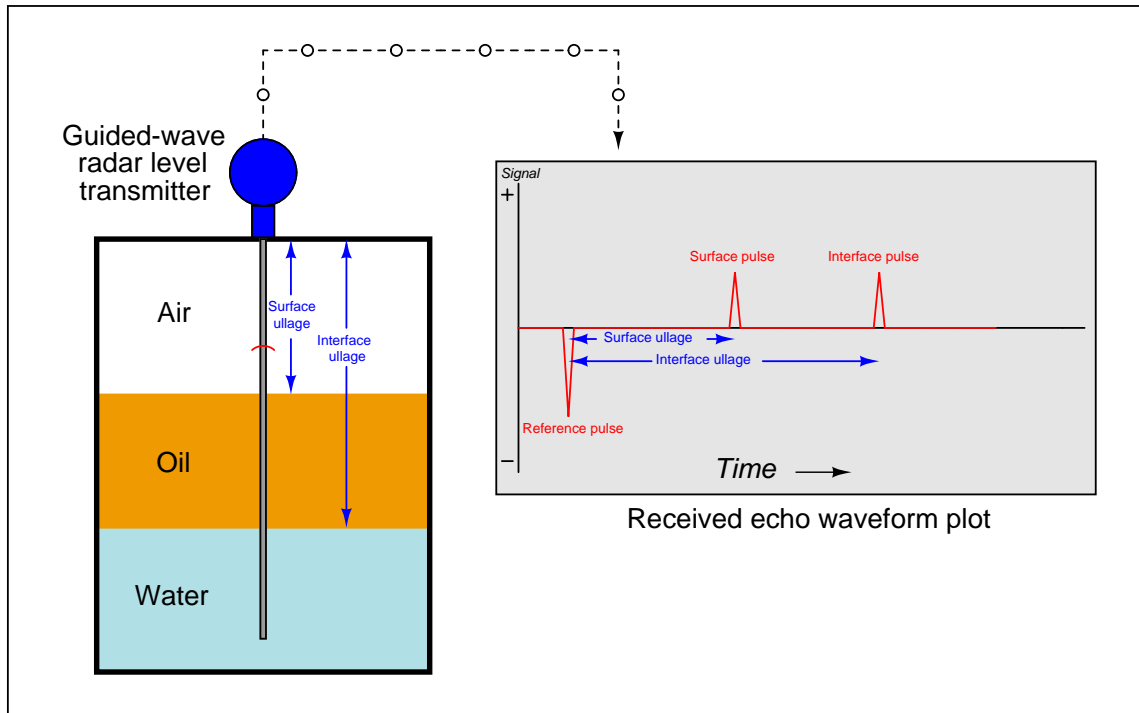 Guided-wave
radar level
transmitter
Air
Surface
ullage
Interface
ullage
Oil
Water
Signal
+
Surface pulse
Interface pulse
Surface ullage
Interface ullage
Reference pulse
−
Time
Received echo waveform plot